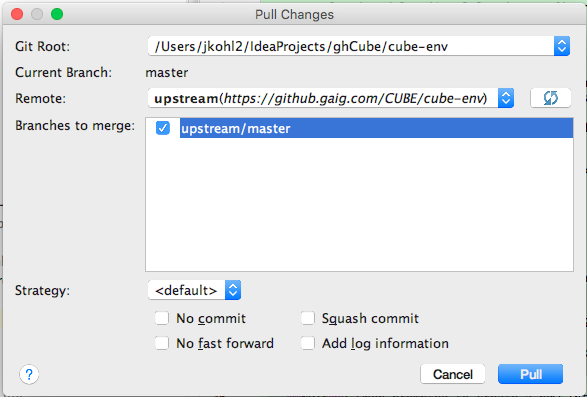 Pull Changes
Git Root: /Users/jkohl2/IdeaProjects/ghCube/cube-env
Current Branch: master
Remote: upstream(https://github.gaig.com/CUBE/cube-env)
Branches to merge: upstream/master
Strategy: <default>
No commit Squash commit
No fast forward Add log information
? Cancel Pull